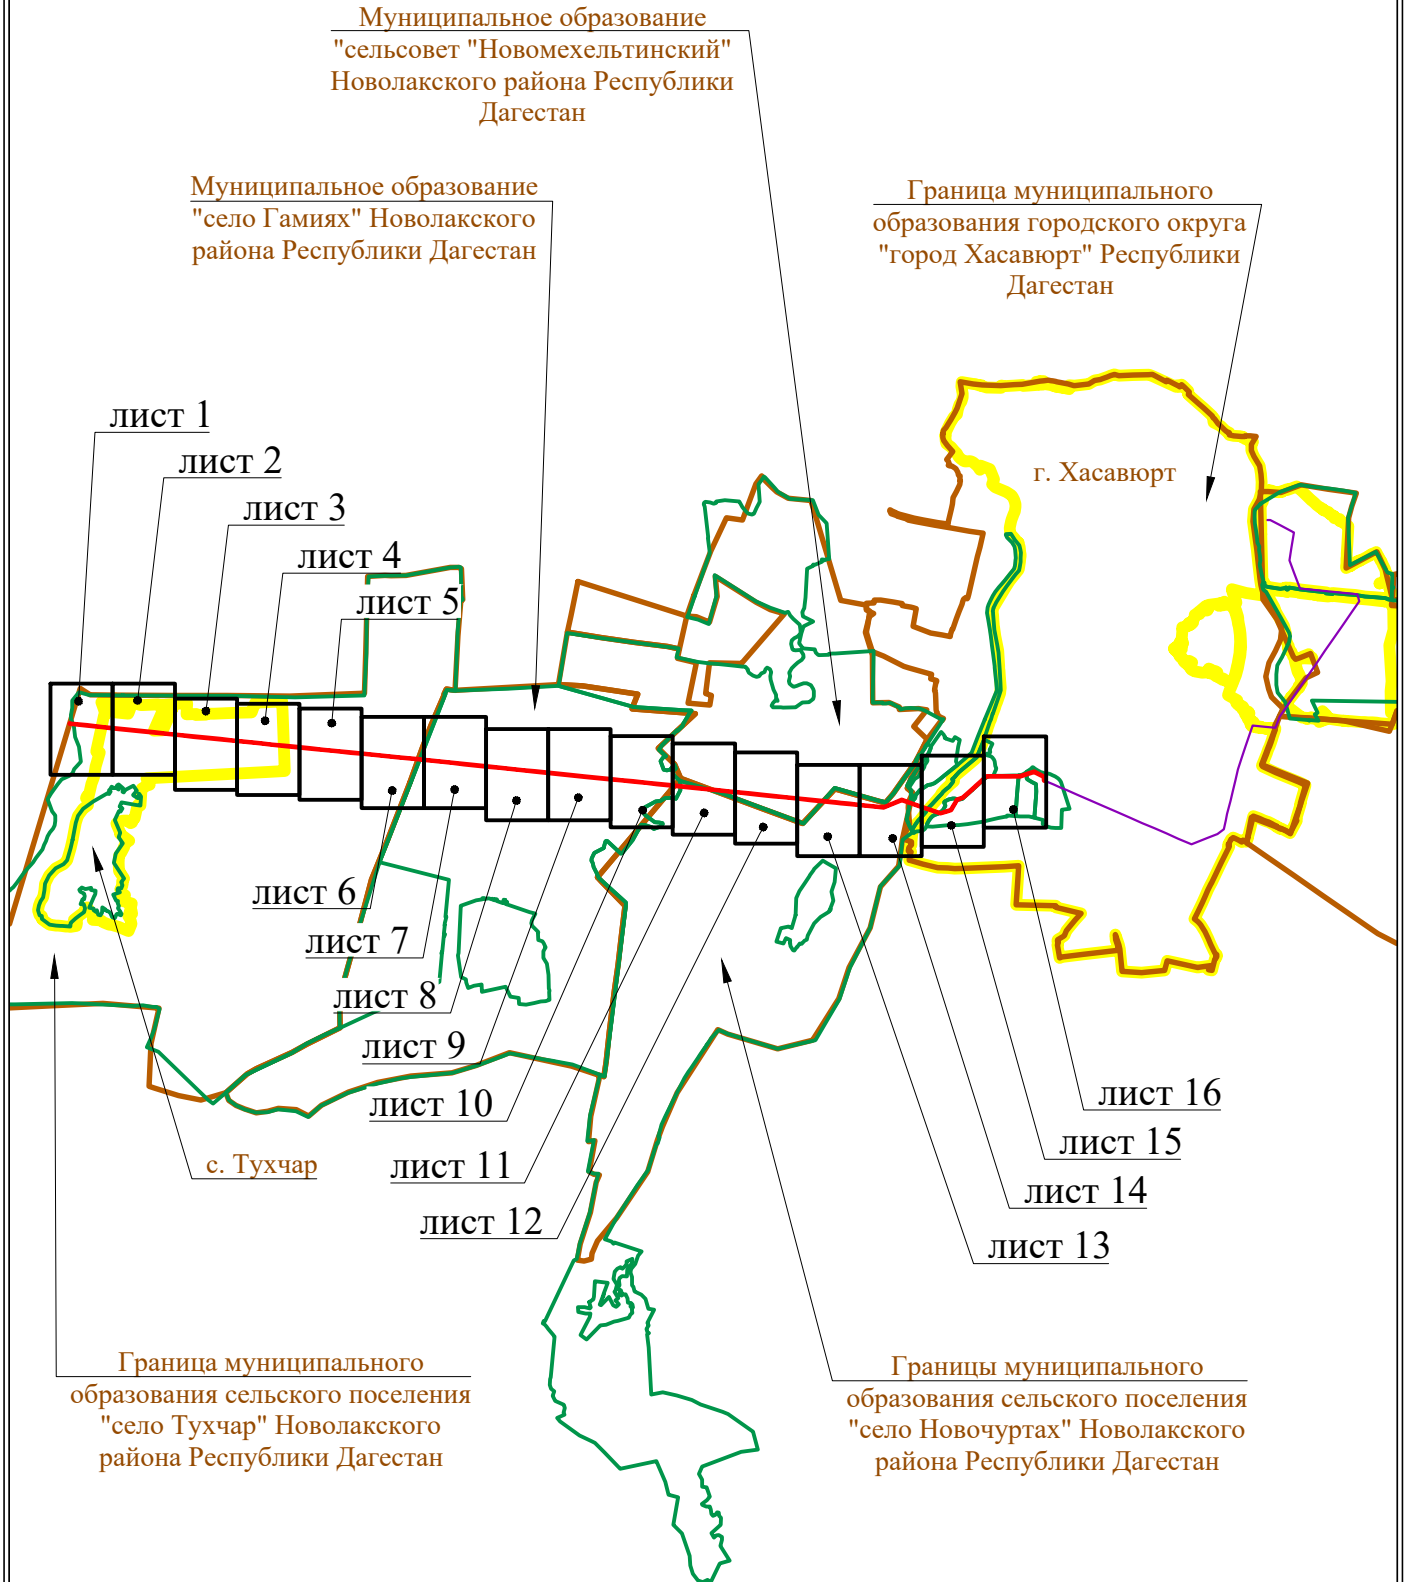 Муниципальное образование
"сельсовет "Новомехельтинский"
Новолакского района Республики
Дагестан
Муниципальное образование
"село Гамиях" Новолакского
района Республики Дагестан
Граница муниципального
образования городского округа
"город Хасавюрт" Республики
Дагестан
лист 1
лист 2
лист 3
лист 4
лист 5
г. Хасавюрт
лист 6
лист 7
лист 8
лист 9
лист 10
лист 11
лист 12
лист 16
лист 15
лист 14
лист 13
с. Тухчар
Граница муниципального
образования сельского поселения
"село Тухчар" Новолакского
района Республики Дагестан
Границы муниципального
образования сельского поселения
"село Новочуртах" Новолакского
района Республики Дагестан